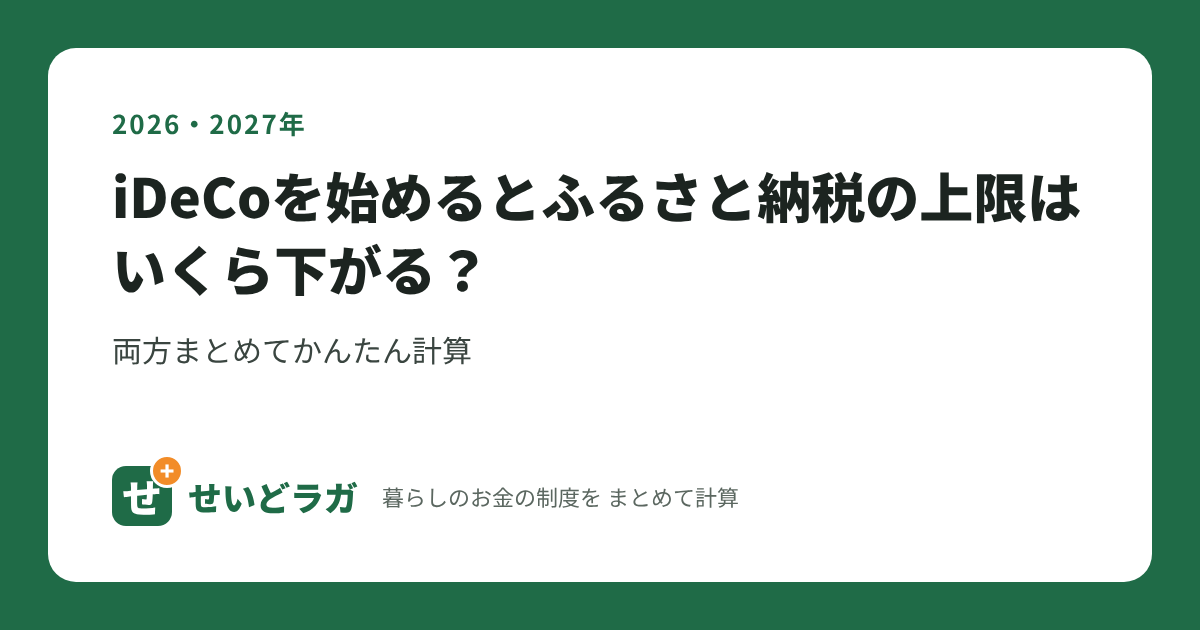 2026・2027年
iDeCoを始めるとふるさと納税の上限は
いくら下がる？
両方まとめてかんたん計算
せ+
せいどラガ 暮らしのお金の制度を まとめて計算